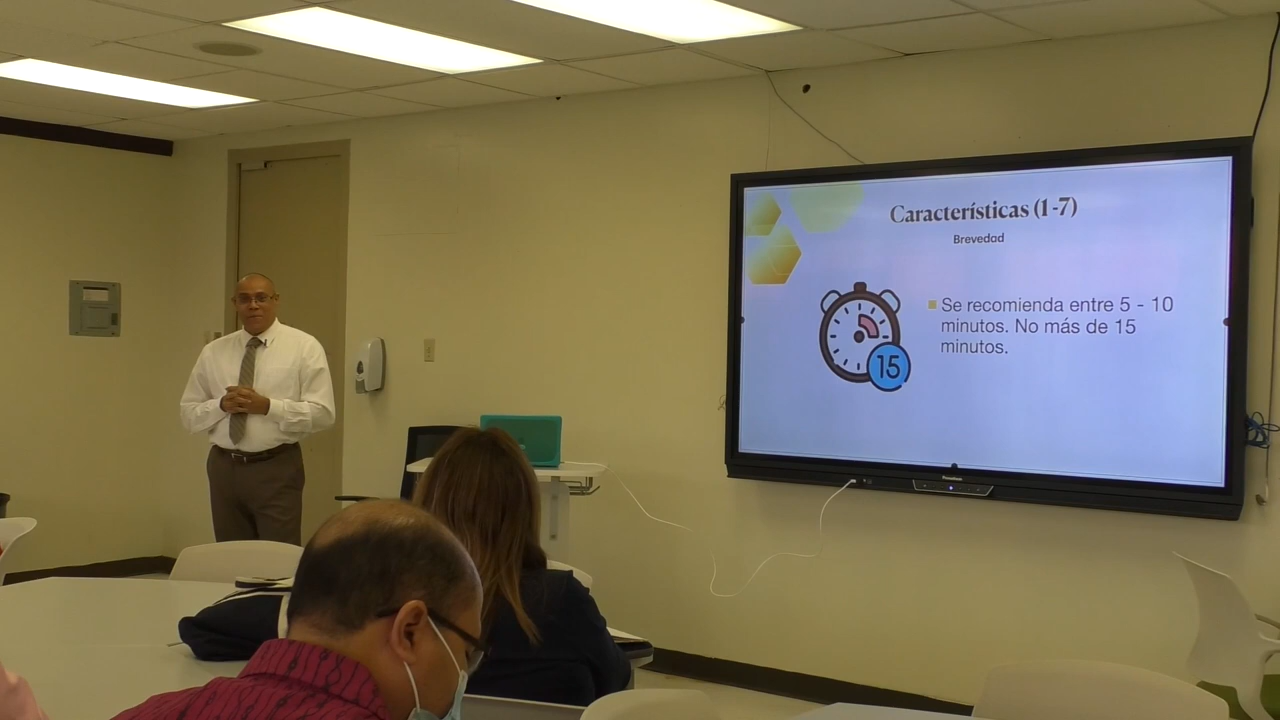 Características (1-7)
Brevedad
Se recomienda entre 5 - 10
minutos. No más de 15
minutos.
15